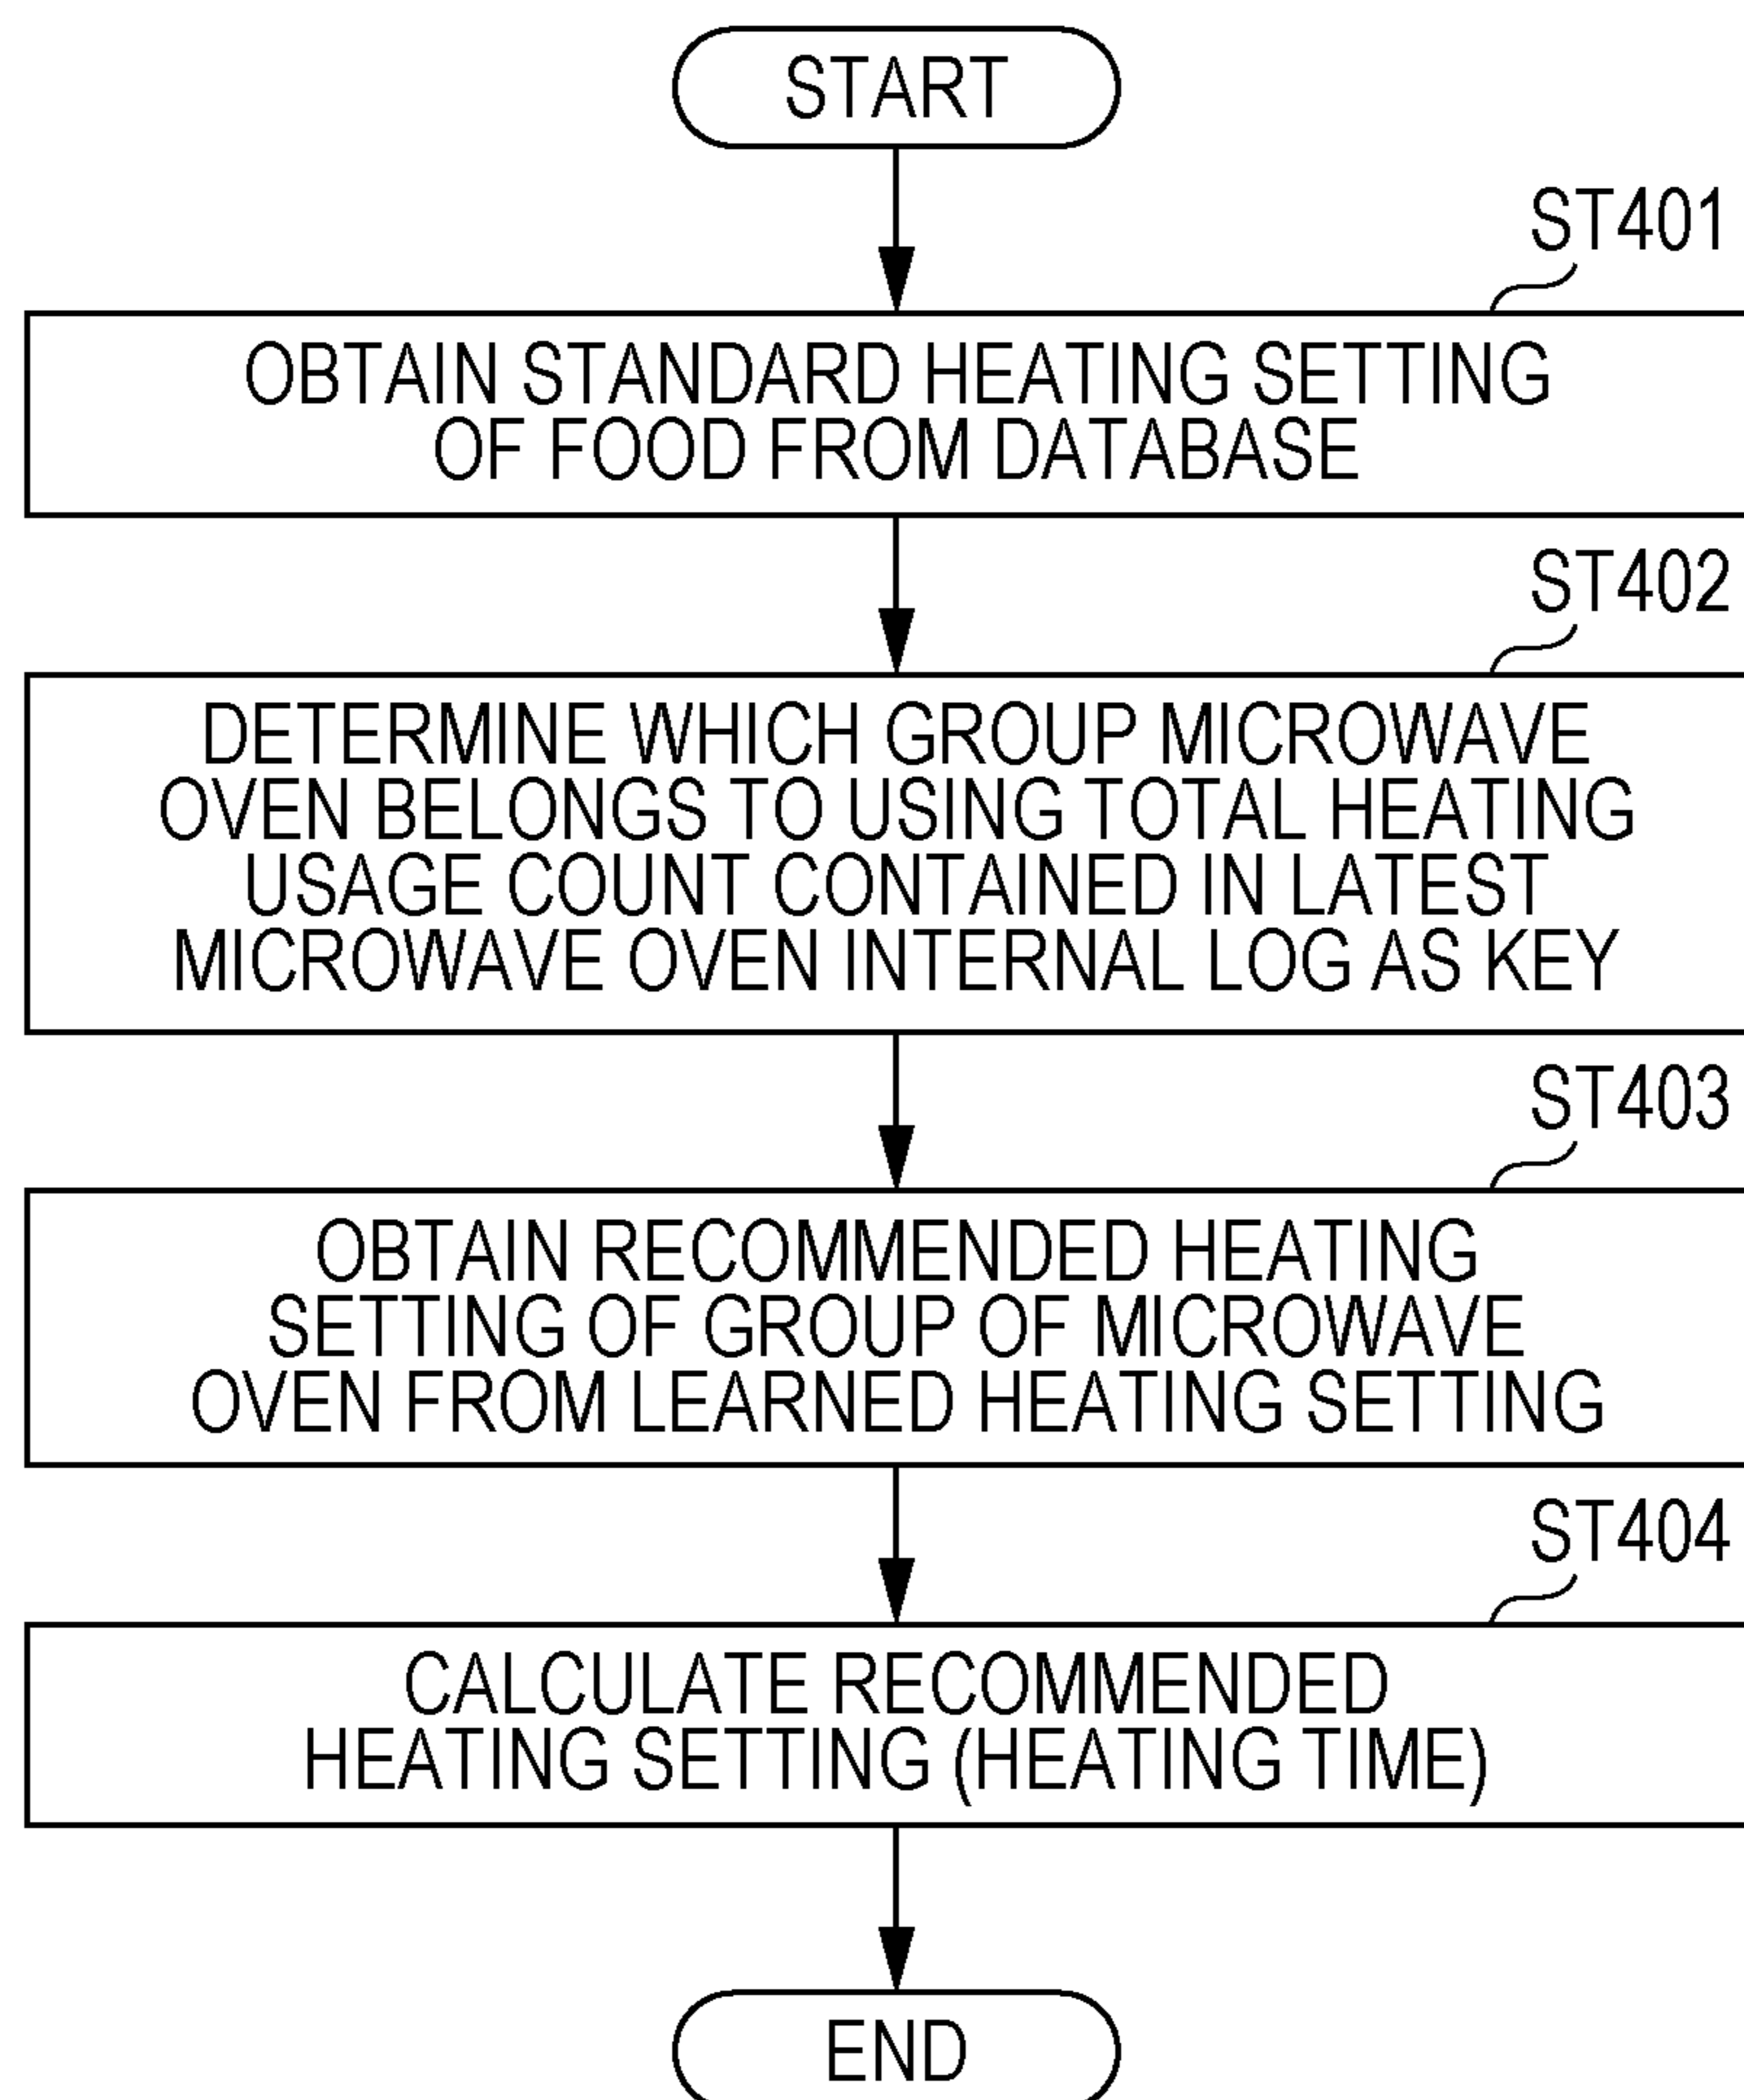 START
ST401
OBTAIN STANDARD HEATING SETTING
OF FOOD FROM DATABASE
ST402
DETERMINE WHICH GROUP MICROWAVE
OVEN BELONGS TO USING TOTAL HEATING
USAGE COUNT CONTAINED IN LATEST
MICROWAVE OVEN INTERNAL LOG AS KEY
ST403
OBTAIN RECOMMENDED HEATING
SETTING OF GROUP OF MICROWAVE
OVEN FROM LEARNED HEATING SETTING
ST404
CALCULATE RECOMMENDED
HEATING SETTING (HEATING TIME)
END